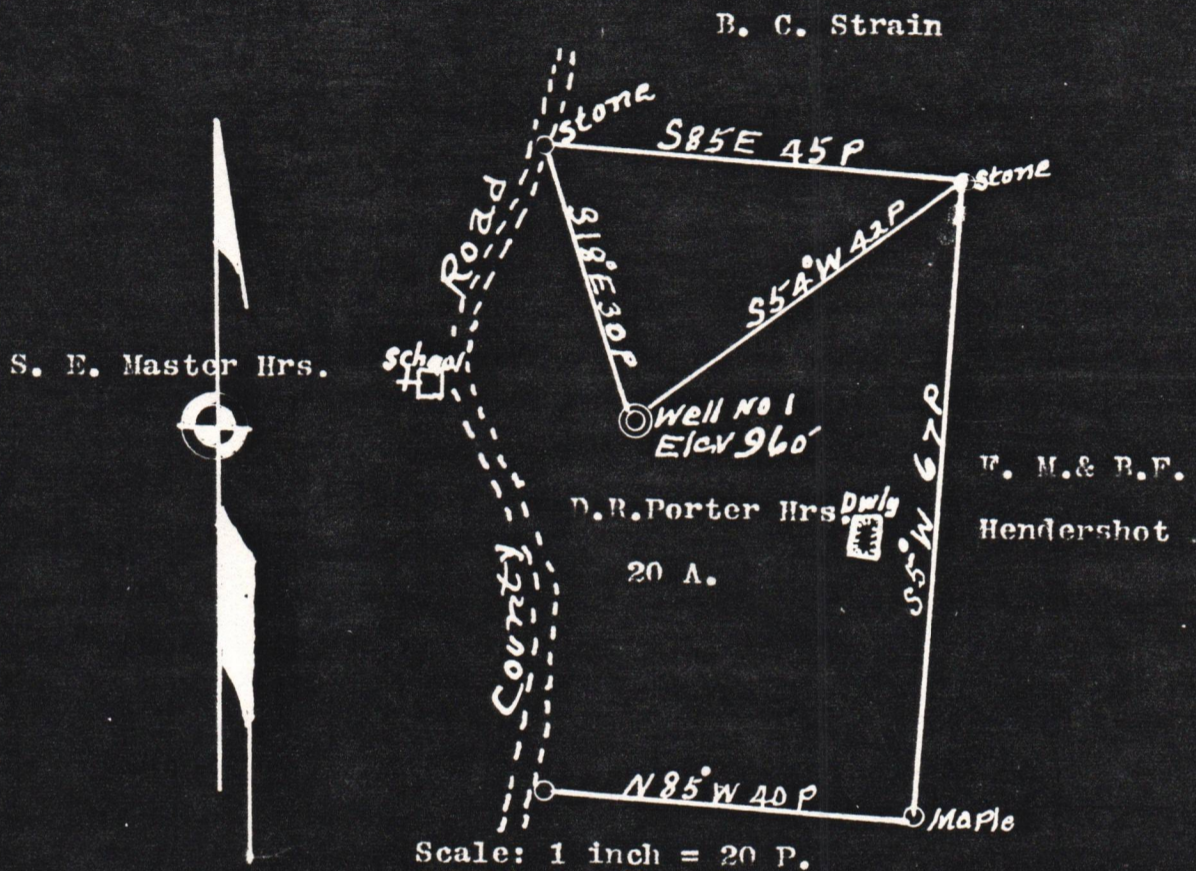 B. C. Strain
Stone
S85E 45P
Stone
Road
S18°E30P
S54°W 42P
S. E. Master Hrs.
School
Well No 1
Elev 960'
S5°W 67P
D.R.Porter Hrs.
Dwlg
20 A.
F. M.& B.F.
Hendershot
County
N85°W 40P
Maple
Scale: 1 inch = 20 P.